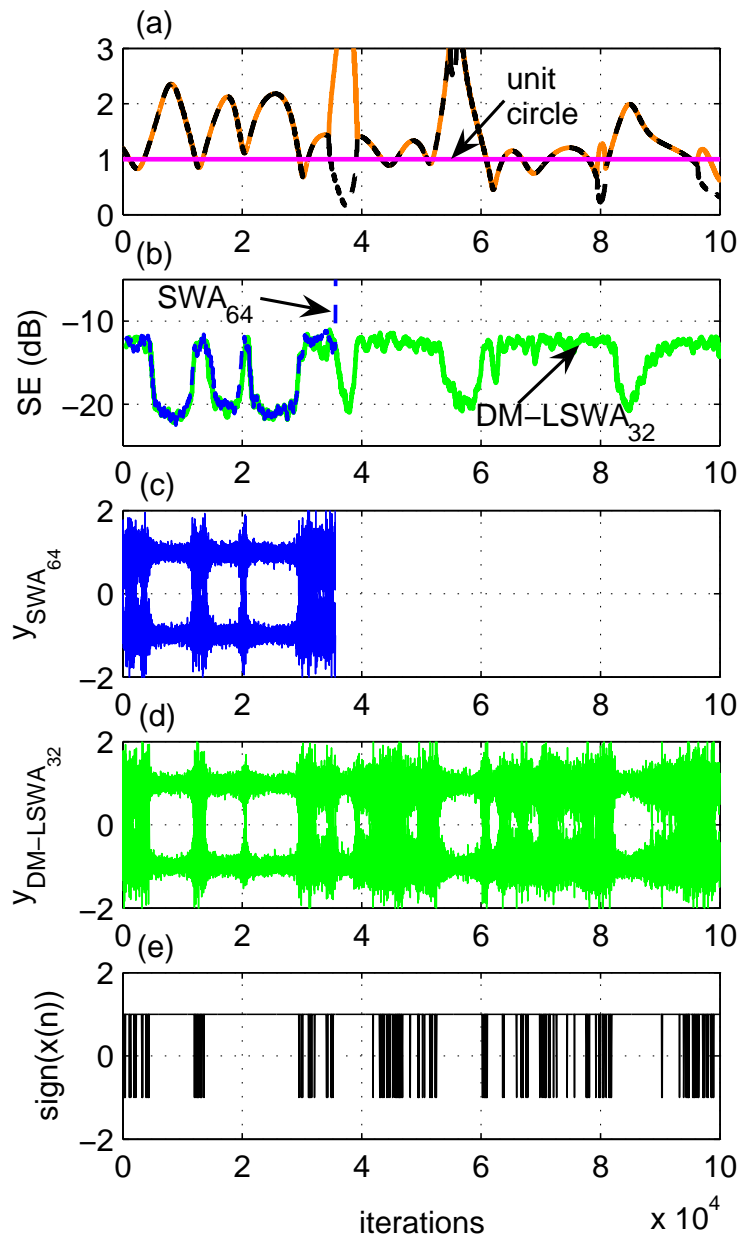 (a)
3
2
1
0
unit
circle
0 2 4 6 8 10
(b)
SE (dB)
−10
−20
SWA64
DM−LSWA32
0 2 4 6 8 10
(c)
ySWA64
2
0
−2
0 2 4 6 8 10
(d)
yDM−LSWA32
2
0
−2
0 2 4 6 8 10
(e)
sign(x(n))
2
0
−2
0 2 4 6 8 10
iterations
x 10^4